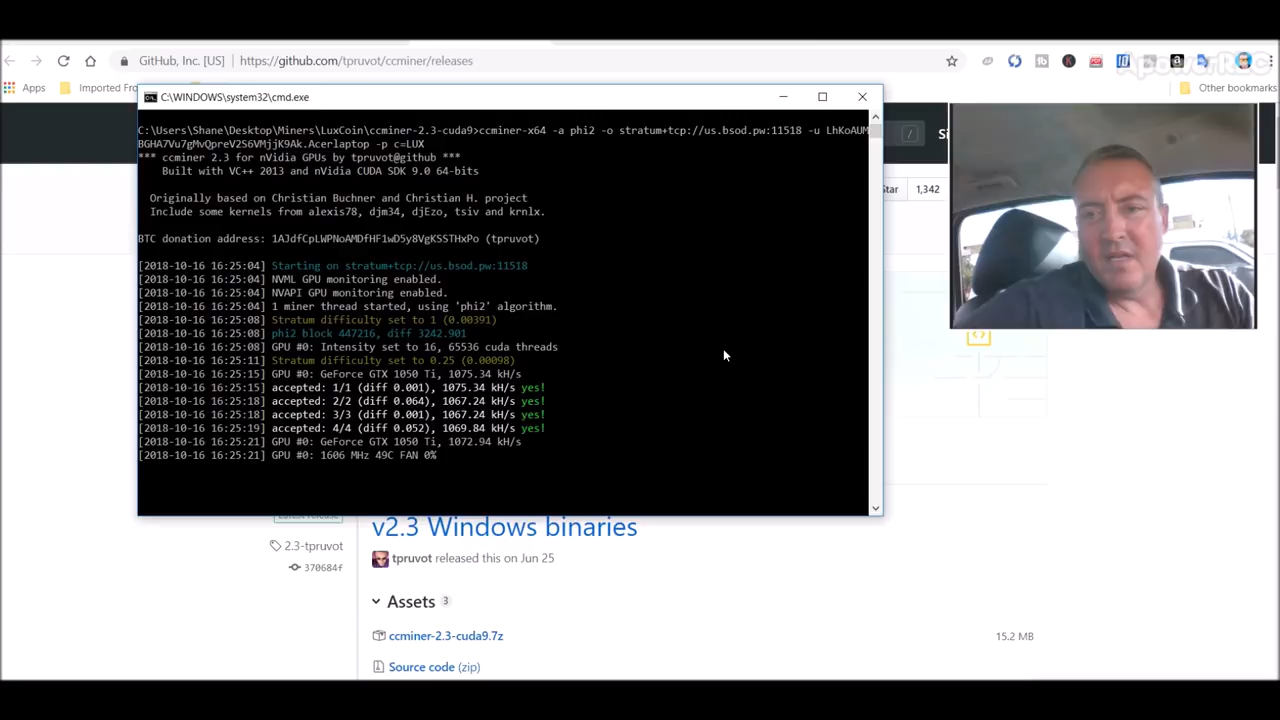 GitHub, Inc. [US]
https://github.com/tpruvot/ccminer/releases
ApowerREC
Apps
Imported Fro
Other bookmarks
C:\WINDOWS\system32\cmd.exe
C:\Users\Shane\Desktop\Miners\LuxCoin\ccminer-2.3-cuda9>ccminer-x64 -a phi2 -o stratum+tcp://us.bsod.pw:11518 -u LhKoAUM
BGHA7Vu7gMvQpreV2S6VMjjK9Ak.Acerlaptop -p c=LUX
*** ccminer 2.3 for nVidia GPUs by tpruvot@github ***
Built with VC++ 2013 and nVidia CUDA SDK 9.0 64-bits
Originally based on Christian Buchner and Christian H. project
Include some kernels from alexis78, djm34, djEzo, tsiv and krnlx.
BTC donation address: 1AJdfCpLWPNoAMDfHF1wD5y8VgKSSTHxPo (tpruvot)
[2018-10-16 16:25:04] Starting on stratum+tcp://us.bsod.pw:11518
[2018-10-16 16:25:04] NVML GPU monitoring enabled.
[2018-10-16 16:25:04] NVAPI GPU monitoring enabled.
[2018-10-16 16:25:04] 1 miner thread started, using 'phi2' algorithm.
[2018-10-16 16:25:08] Stratum difficulty set to 1 (0.00391)
[2018-10-16 16:25:08] phi2 block 447216, diff 3242.901
[2018-10-16 16:25:08] GPU #0: Intensity set to 16, 65536 cuda threads
[2018-10-16 16:25:11] Stratum difficulty set to 0.25 (0.00098)
[2018-10-16 16:25:15] GPU #0: GeForce GTX 1050 Ti, 1075.34 kH/s
[2018-10-16 16:25:15] accepted: 1/1 (diff 0.001), 1075.34 kH/s yes!
[2018-10-16 16:25:18] accepted: 2/2 (diff 0.064), 1067.24 kH/s yes!
[2018-10-16 16:25:18] accepted: 3/3 (diff 0.001), 1067.24 kH/s yes!
[2018-10-16 16:25:19] accepted: 4/4 (diff 0.052), 1069.84 kH/s yes!
[2018-10-16 16:25:21] GPU #0: GeForce GTX 1050 Ti, 1072.94 kH/s
[2018-10-16 16:25:21] GPU #0: 1606 MHz 49C FAN 0%
/
Si
Star
1,342
v2.3 Windows binaries
2.3-tpruvot
tpruvot released this on Jun 25
370684f
Assets 3
ccminer-2.3-cuda9.7z
15.2 MB
Source code (zip)